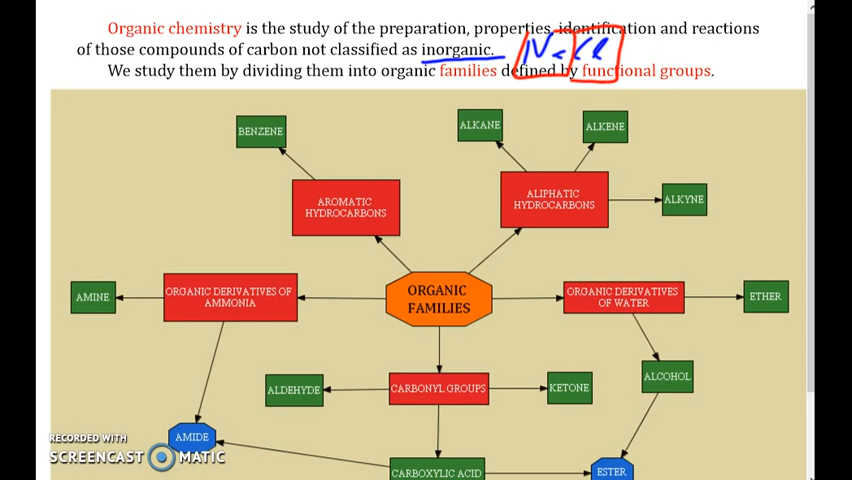 Organic chemistry is the study of the preparation, properties, identification and reactions
of those compounds of carbon not classified as inorganic.
NaCl
We study them by dividing them into organic families defined by functional groups.
BENZENE
ALKANE
ALKENE
AROMATIC
HYDROCARBONS
ALIPHATIC
HYDROCARBONS
ALKYNE
AMINE
ORGANIC DERIVATIVES OF
AMMONIA
ORGANIC
FAMILIES
ORGANIC DERIVATIVES
OF WATER
ETHER
ALDEHYDE
CARBONYL GROUPS
KETONE
ALCOHOL
AMIDE
CARBOXYLIC ACID
ESTER
RECORDED WITH
SCREENCAST MATIC